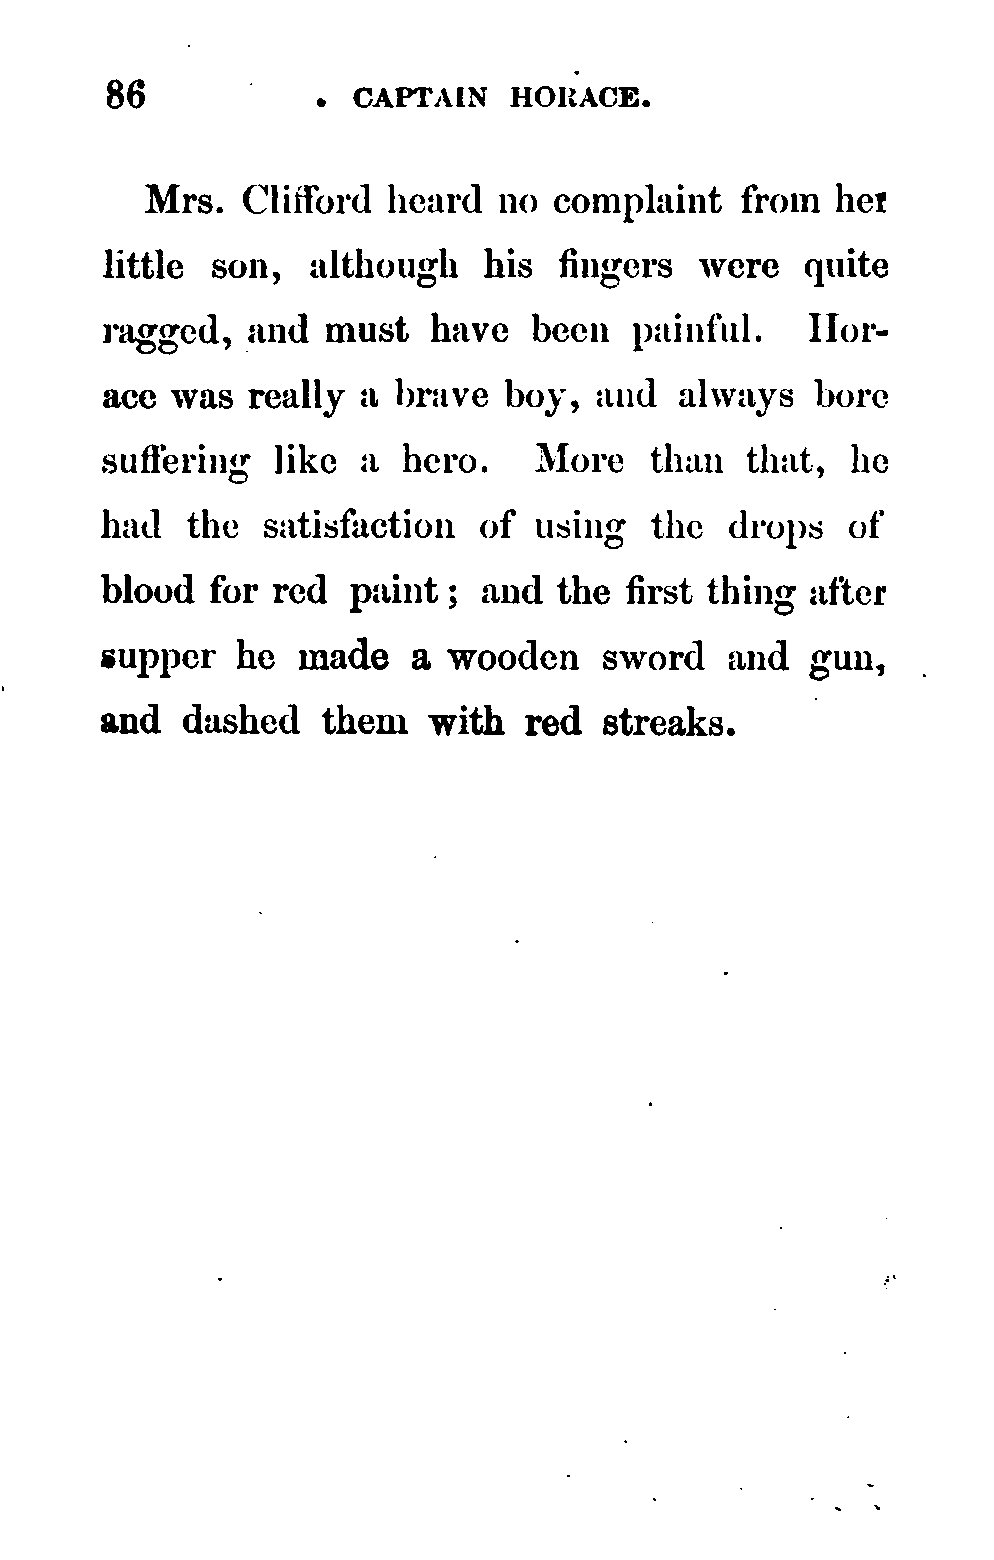 86 CAPTAIN HORACE.
Mrs. Clifford heard no complaint from her
little son, although his fingers were quite
ragged, and must have been painful. Hor-
ace was really a brave boy, and always bore
suffering like a hero. More than that, he
had the satisfaction of using the drops of
blood for red paint; and the first thing after
supper he made a wooden sword and gun,
and dashed them with red streaks.